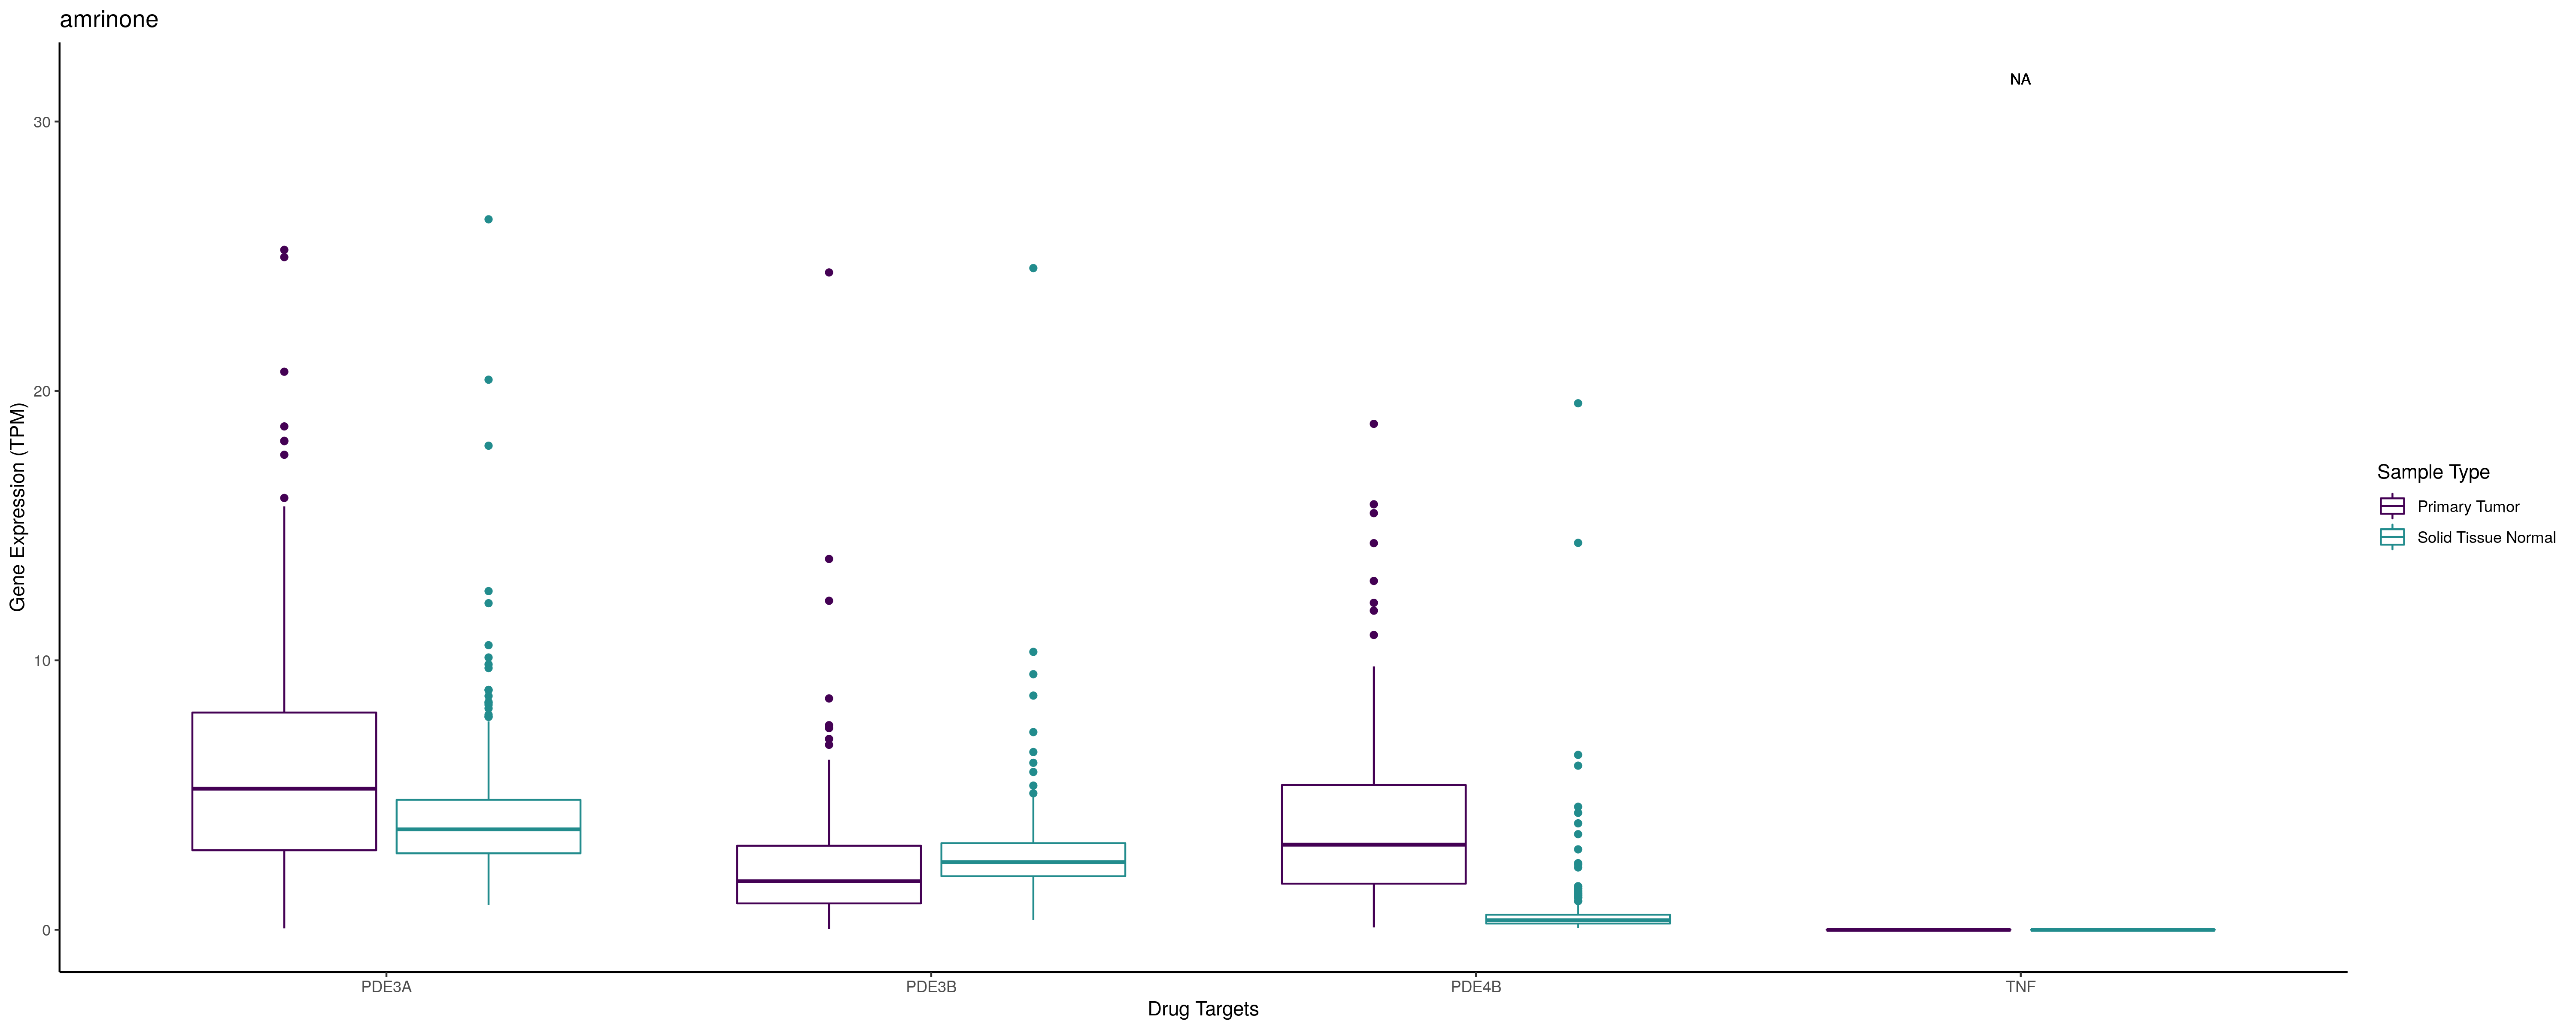 amrinone
NA
30
20
10
0
Gene Expression (TPM)
PDE3A
PDE3B
PDE4B
TNF
Drug Targets
Sample Type
Primary Tumor
Solid Tissue Normal